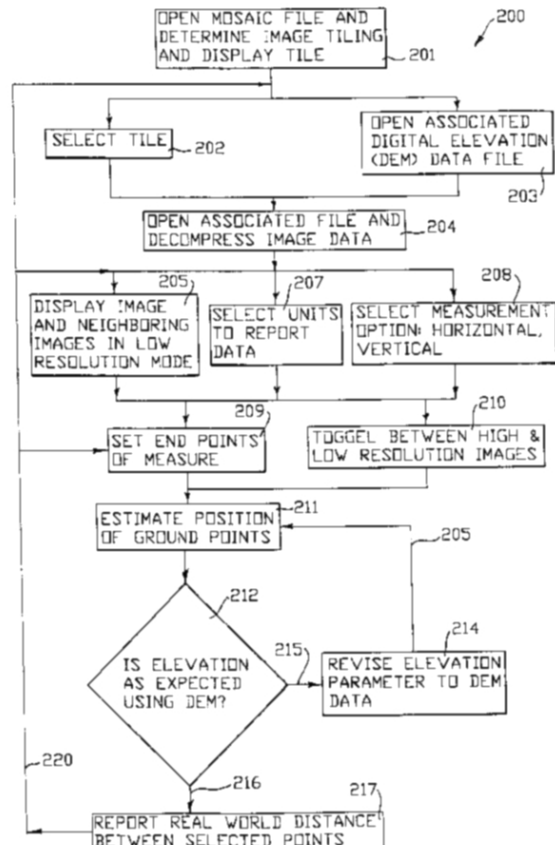 OPEN MOSAIC FILE AND
DETERMINE IMAGE TILING
AND DISPLAY TILE
200
201
SELECT TILE
202
OPEN ASSOCIATED
DIGITAL ELEVATION
(DEM) DATA FILE
203
OPEN ASSOCIATED FILE AND
DECOMPRESS IMAGE DATA
204
205
DISPLAY IMAGE
AND NEIGHBORING
IMAGES IN LOW
RESOLUTION MODE
207
SELECT UNITS
TO REPORT
DATA
208
SELECT MEASUREMENT
OPTION: HORIZONTAL,
VERTICAL
209
SET END POINTS
OF MEASURE
210
TOGGEL BETWEEN HIGH &
LOW RESOLUTION IMAGES
211
ESTIMATE POSITION
OF GROUND POINTS
205
212
IS ELEVATION
AS EXPECTED
USING DEM?
215
214
REVISE ELEVATION
PARAMETER TO DEM
DATA
220
216
217
REPORT REAL WORLD DISTANCE
BETWEEN SELECTED POINTS